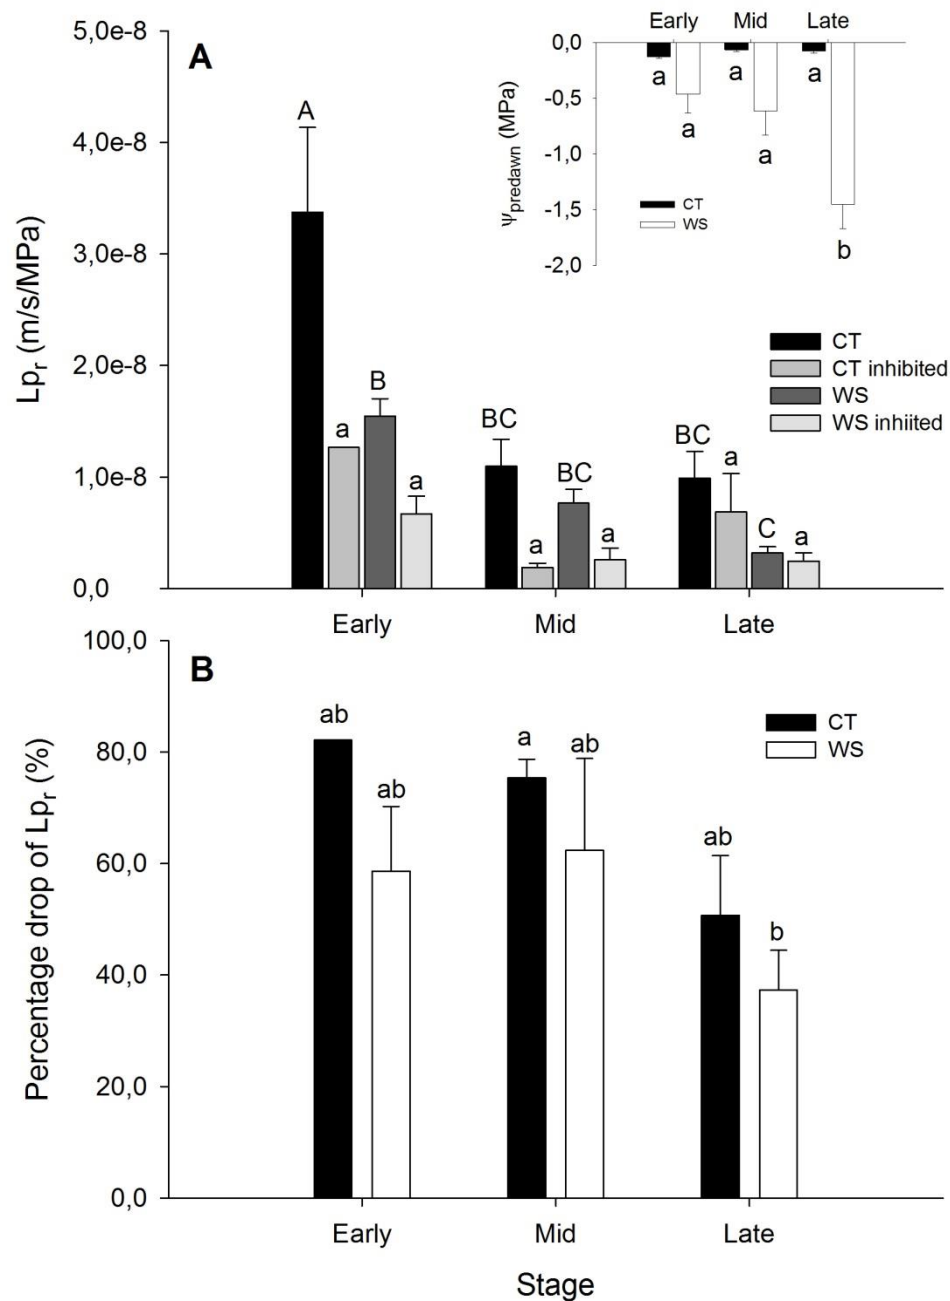 A
5,0e-8
4,0e-8
3,0e-8
2,0e-8
1,0e-8
0,0
Lpr (m/s/MPa)
Early Mid Late
0,0
-0,5
-1,0
-1,5
-2,0
Ψpredawn (MPa)
a a a a a b
CT
WS
CT
CT inhibited
WS
WS inhiited
A a B a
BC a BC a
BC a C a
Early Mid Late
B
100,0
80,0
60,0
40,0
20,0
0,0
Percentage drop of Lpr (%)
CT
WS
ab ab a ab ab b
Early Mid Late
Stage